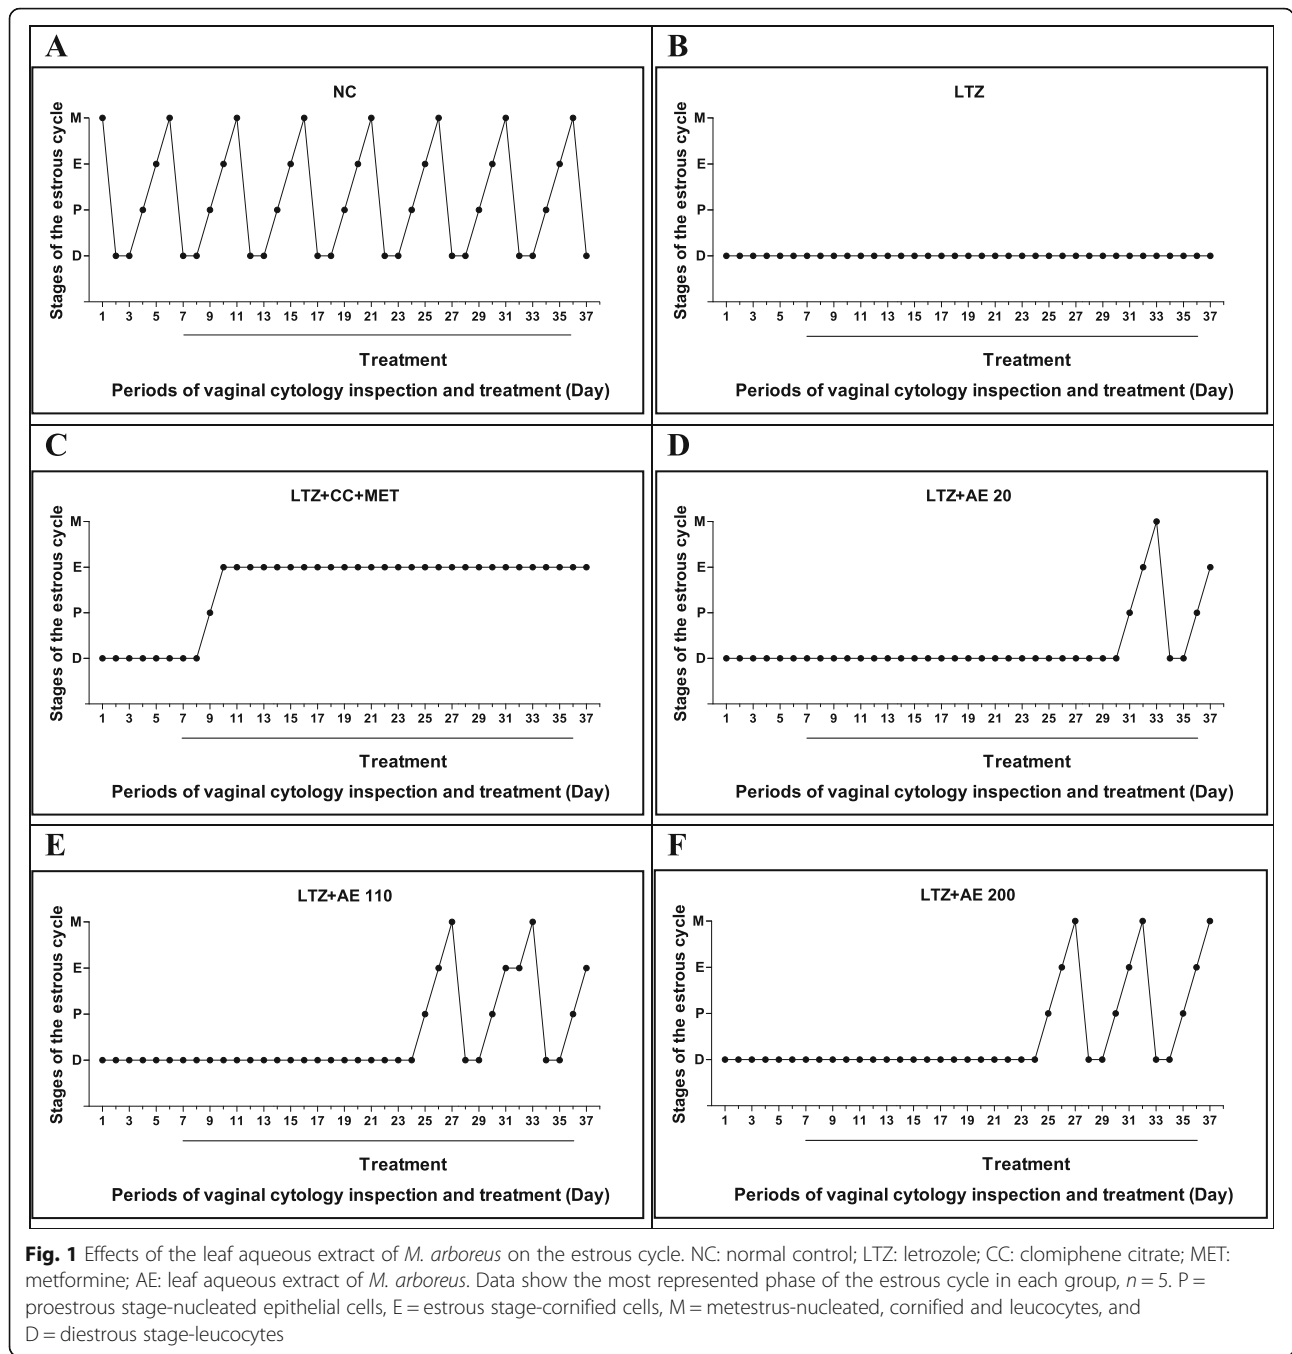 A
NC
Stages of the estrous cycle
M
E
P
D
1 3 5 7 9 11 13 15 17 19 21 23 25 27 29 31 33 35 37
Treatment
Periods of vaginal cytology inspection and treatment (Day)
B
LTZ
Stages of the estrous cycle
M
E
P
D
1 3 5 7 9 11 13 15 17 19 21 23 25 27 29 31 33 35 37
Treatment
Periods of vaginal cytology inspection and treatment (Day)
C
LTZ+CC+MET
Stages of the estrous cycle
M
E
P
D
1 3 5 7 9 11 13 15 17 19 21 23 25 27 29 31 33 35 37
Treatment
Periods of vaginal cytology inspection and treatment (Day)
D
LTZ+AE 20
Stages of the estrous cycle
M
E
P
D
1 3 5 7 9 11 13 15 17 19 21 23 25 27 29 31 33 35 37
Treatment
Periods of vaginal cytology inspection and treatment (Day)
E
LTZ+AE 110
Stages of the estrous cycle
M
E
P
D
1 3 5 7 9 11 13 15 17 19 21 23 25 27 29 31 33 35 37
Treatment
Periods of vaginal cytology inspection and treatment (Day)
F
LTZ+AE 200
Stages of the estrous cycle
M
E
P
D
1 3 5 7 9 11 13 15 17 19 21 23 25 27 29 31 33 35 37
Treatment
Periods of vaginal cytology inspection and treatment (Day)
Fig. 1 Effects of the leaf aqueous extract of M. arboreus on the estrous cycle. NC: normal control; LTZ: letrozole; CC: clomiphene citrate; MET:
metformine; AE: leaf aqueous extract of M. arboreus. Data show the most represented phase of the estrous cycle in each group, n = 5. P =
proestrous stage-nucleated epithelial cells, E = estrous stage-cornified cells, M = metestrus-nucleated, cornified and leucocytes, and
D = diestrous stage-leucocytes